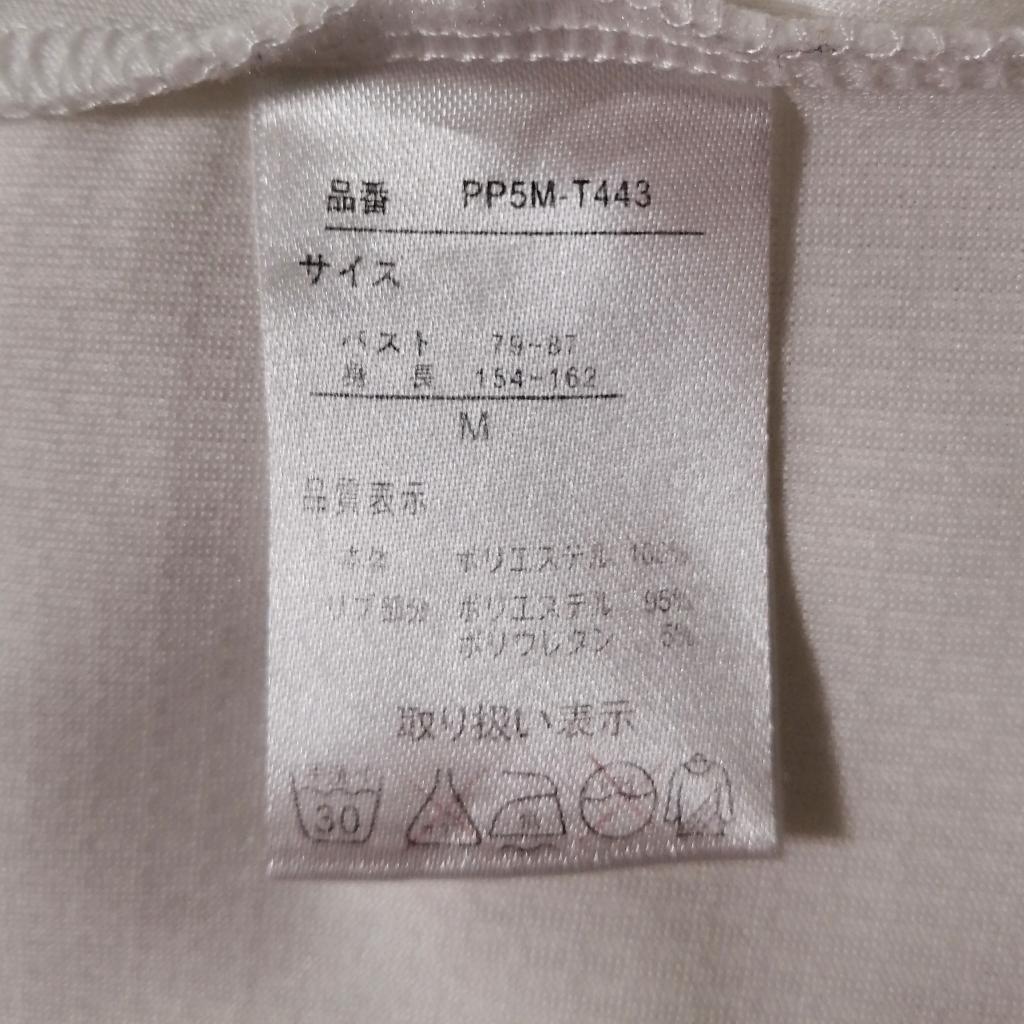 品番 PP5M-T443
サイズ
バスト 79-87
身 長 154-162
M
品質表示
本体 ポリエステル 100%
リブ部分 ポリエステル 95%
ポリウレタン 5%
取り扱い表示
30